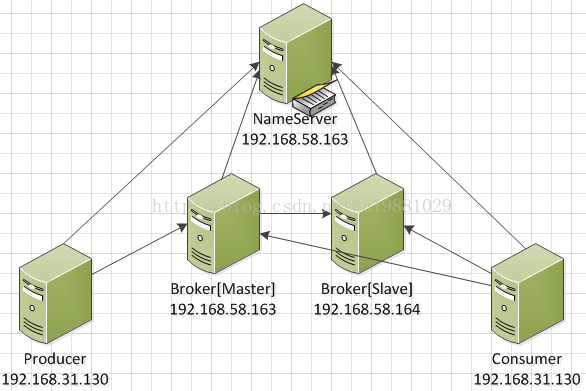 NameServer
192.168.58.163
Broker[Master]
192.168.58.163
Broker[Slave]
192.168.58.164
Producer
192.168.31.130
Consumer
192.168.31.130